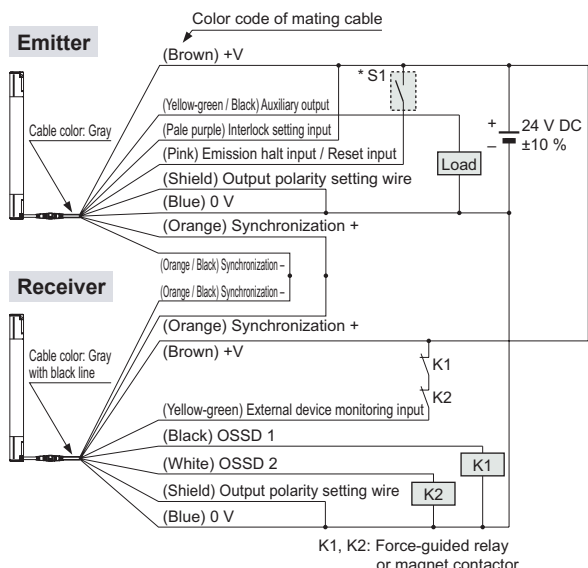 Color code of mating cable
Emitter
(Brown) +V
* S1
(Yellow-green / Black) Auxiliary output
Cable color: Gray
(Pale purple) Interlock setting input
+
24 V DC
–
±10 %
(Pink) Emission halt input / Reset input
Load
(Shield) Output polarity setting wire
(Blue) 0 V
(Orange) Synchronization +
(Orange / Black) Synchronization –
Receiver
(Orange / Black) Synchronization –
(Orange) Synchronization +
Cable color: Gray
with black line
(Brown) +V
K1
K2
(Yellow-green) External device monitoring input
(Black) OSSD 1
K1
(White) OSSD 2
(Shield) Output polarity setting wire
K2
(Blue) 0 V
K1, K2: Force-guided relay
or magnet contactor